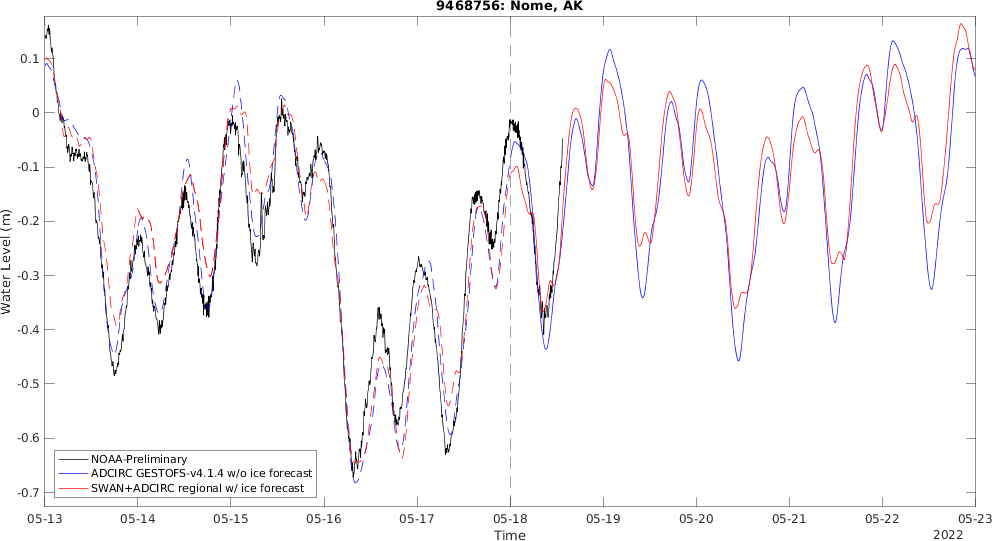 9468756: Nome, AK
0.1
0
-0.1
-0.2
-0.3
-0.4
-0.5
-0.6
-0.7
Water Level (m)
NOAA-Preliminary
ADCIRC GESTOFS-v4.1.4 w/o ice forecast
SWAN+ADCIRC regional w/ ice forecast
05-13 05-14 05-15 05-16 05-17 05-18 05-19 05-20 05-21 05-22 05-23
Time
2022